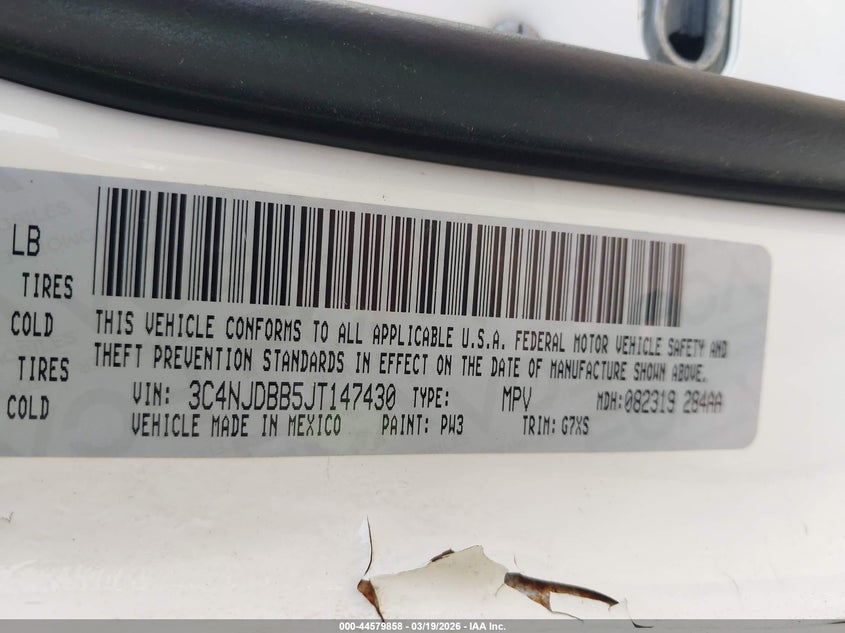 LB
TIRES
COLD
TIRES
COLD
THIS VEHICLE CONFORMS TO ALL APPLICABLE U.S.A. FEDERAL MOTOR VEHICLE SAFETY AND
THEFT PREVENTION STANDARDS IN EFFECT ON THE DATE OF MANUFACTURE SHOWN ABOVE.
VIN: 3C4NJDBB5JT147430 TYPE: MPV MDH:082319 284AA
VEHICLE MADE IN MEXICO PAINT: PW3 TRIM: G7XS
000-44579858 - 03/19/2026 - IAA Inc.